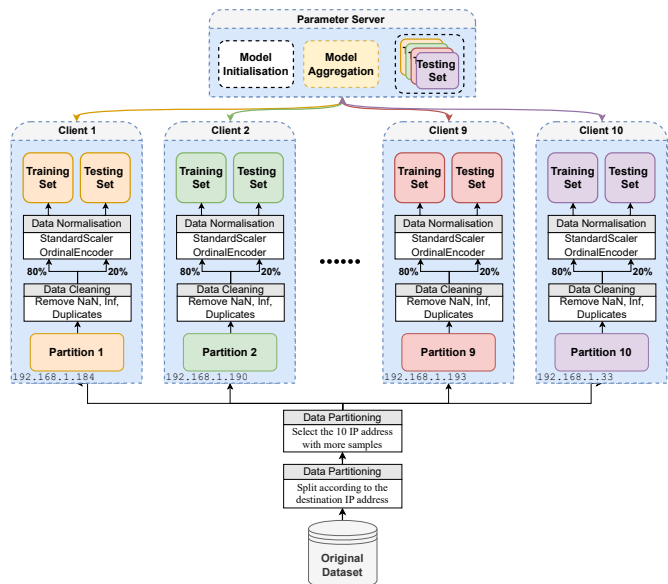 Parameter Server
Model
Initialisation
Model
Aggregation
T
Testing
Set
Client 1
Client 2
Client 9
Client 10
Training
Set
Testing
Set
Training
Set
Testing
Set
Training
Set
Testing
Set
Training
Set
Testing
Set
Data Normalisation
StandardScaler
OrdinalEncoder
Data Normalisation
StandardScaler
OrdinalEncoder
Data Normalisation
StandardScaler
OrdinalEncoder
Data Normalisation
StandardScaler
OrdinalEncoder
80%
20%
80%
20%
80%
20%
80%
20%
Data Cleaning
Remove NaN, Inf,
Duplicates
Data Cleaning
Remove NaN, Inf,
Duplicates
Data Cleaning
Remove NaN, Inf,
Duplicates
Data Cleaning
Remove NaN, Inf,
Duplicates
Partition 1
Partition 2
Partition 9
Partition 10
192.168.1.184
192.168.1.190
192.168.1.193
192.168.1.33
Data Partitioning
Select the 10 IP address
with more samples
Data Partitioning
Split according to the
destination IP address
Original
Dataset